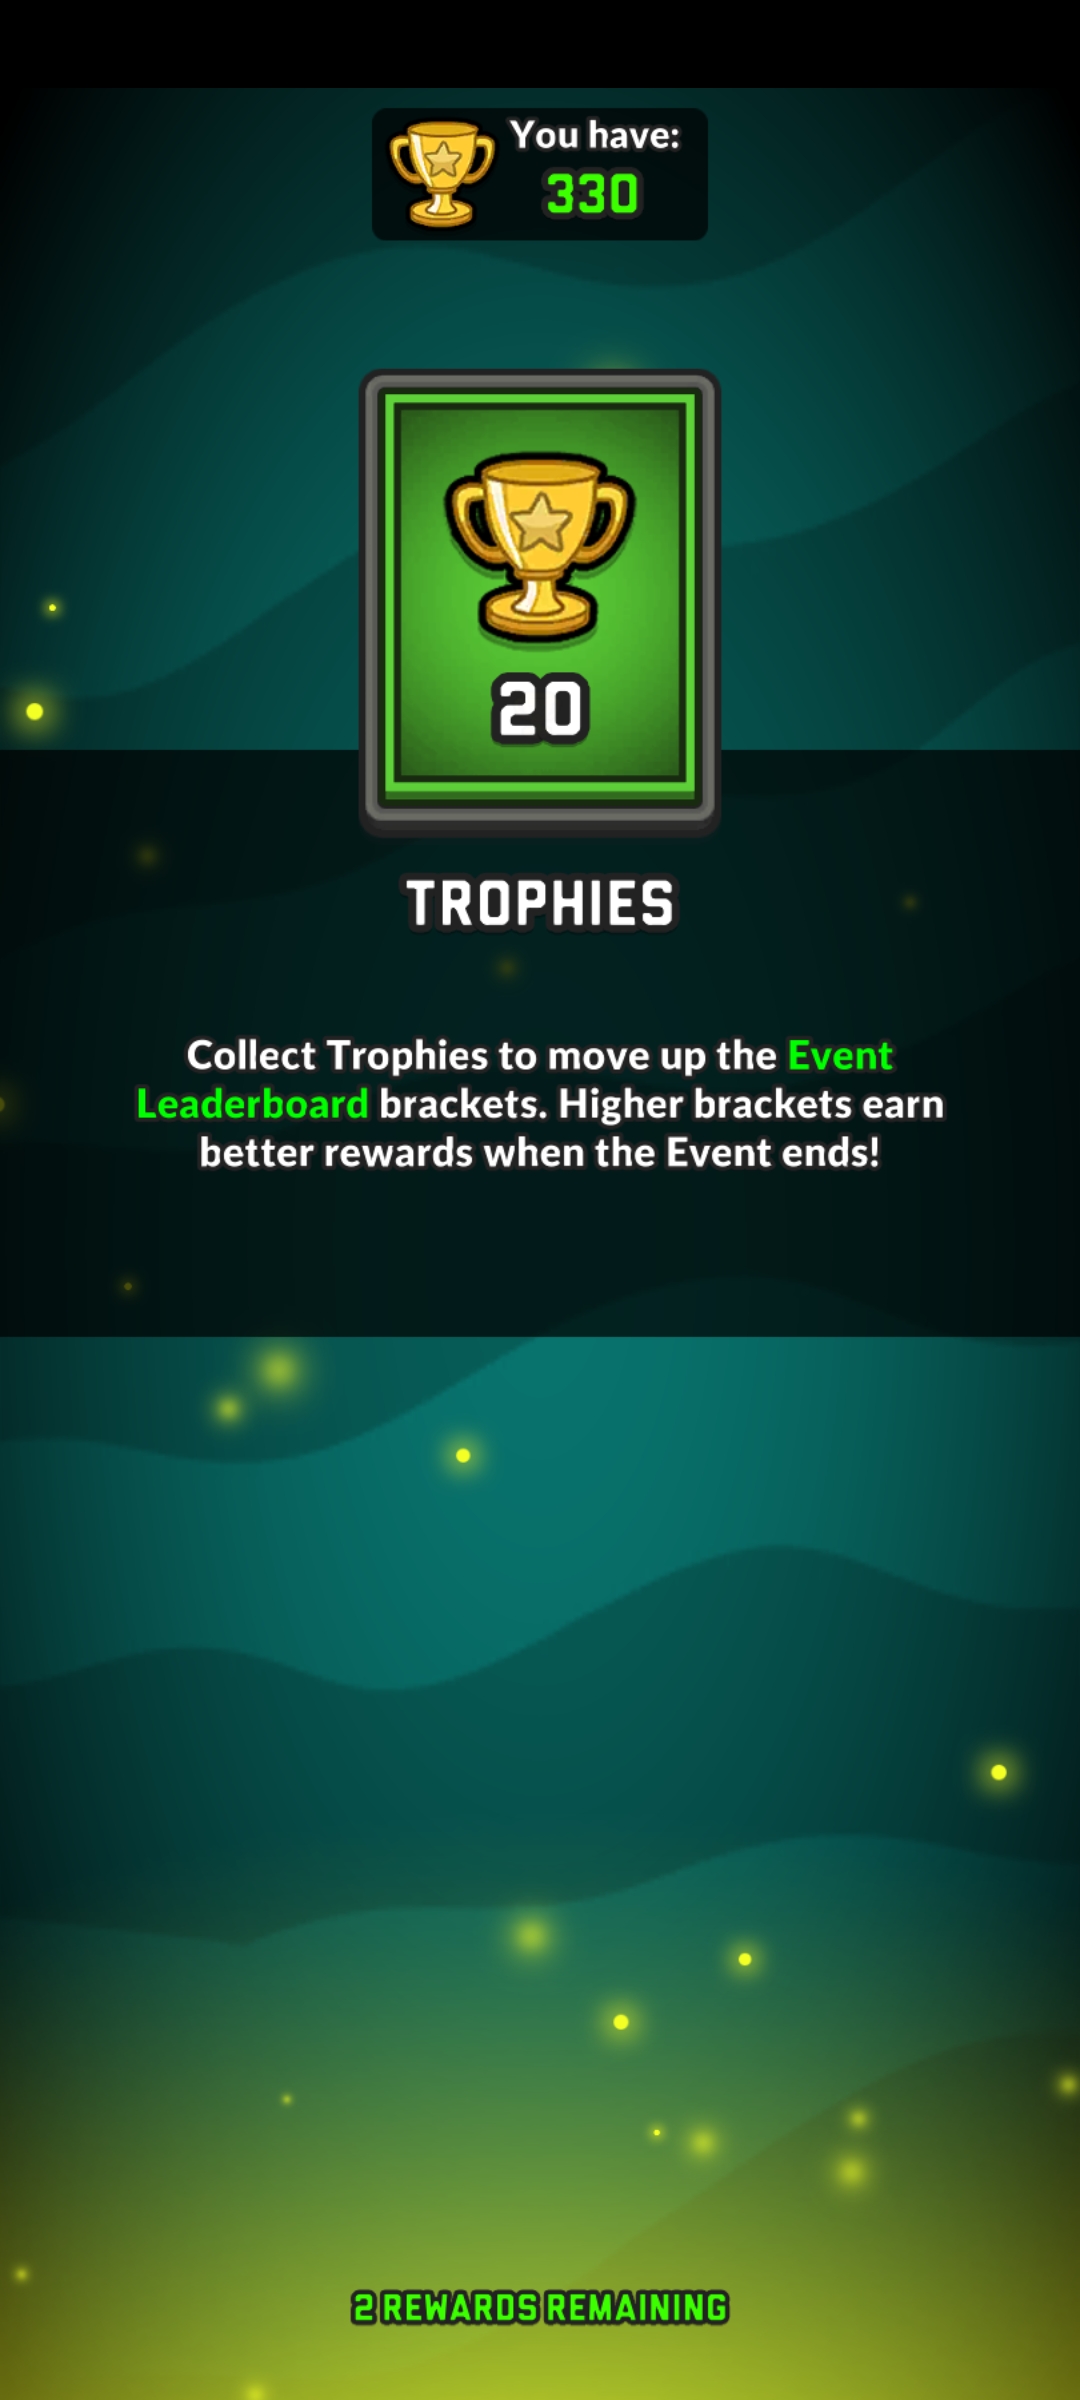 You have:
330
20
TROPHIES
Collect Trophies to move up the Event
Leaderboard brackets. Higher brackets earn
better rewards when the Event ends!
2 REWARDS REMAINING